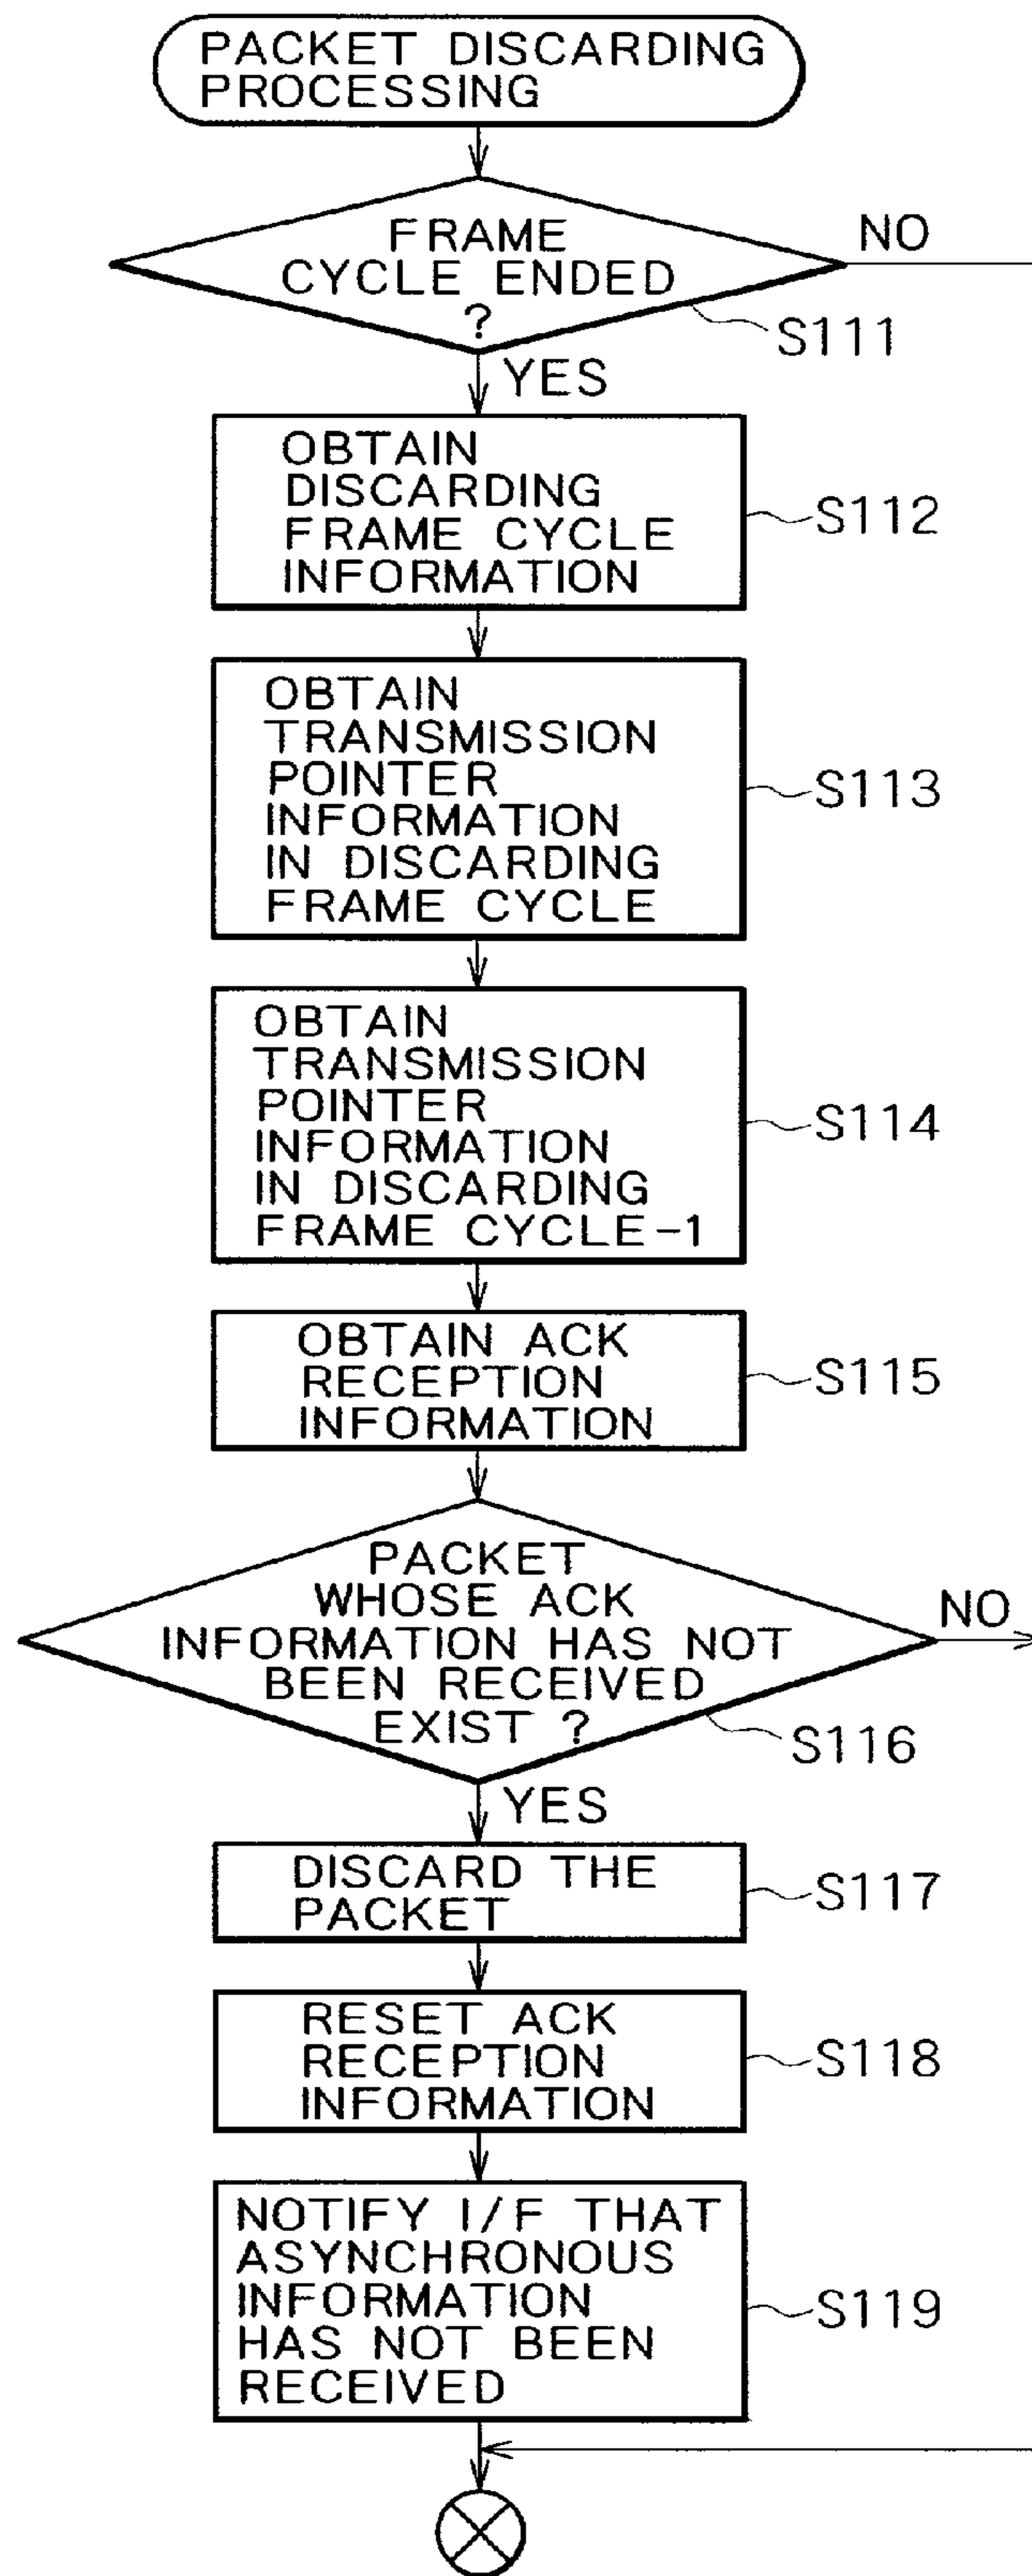 PACKET DISCARDING
PROCESSING
FRAME
CYCLE ENDED
?
NO
S111
YES
OBTAIN
DISCARDING
FRAME CYCLE
INFORMATION
S112
OBTAIN
TRANSMISSION
POINTER
INFORMATION
IN DISCARDING
FRAME CYCLE
S113
OBTAIN
TRANSMISSION
POINTER
INFORMATION
IN DISCARDING
FRAME CYCLE-1
S114
OBTAIN ACK
RECEPTION
INFORMATION
S115
PACKET
WHOSE ACK
INFORMATION HAS NOT
BEEN RECEIVED
EXIST ?
NO
S116
YES
DISCARD THE
PACKET
S117
RESET ACK
RECEPTION
INFORMATION
S118
NOTIFY I/F THAT
ASYNCHRONOUS
INFORMATION
HAS NOT BEEN
RECEIVED
S119